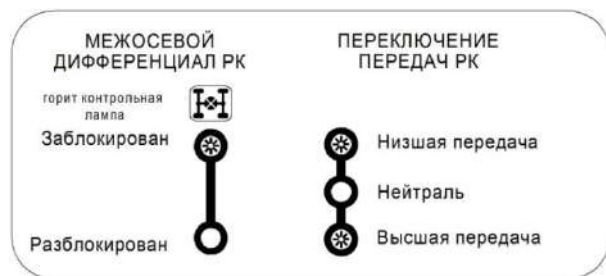 МЕЖОСЕВОЙ
ДИФФЕРЕНЦИАЛ РК
горит контрольная
лампа
Заблокирован
Разблокирован
ПЕРЕКЛЮЧЕНИЕ
ПЕРЕДАЧ РК
Низшая передача
Нейтраль
Высшая передача